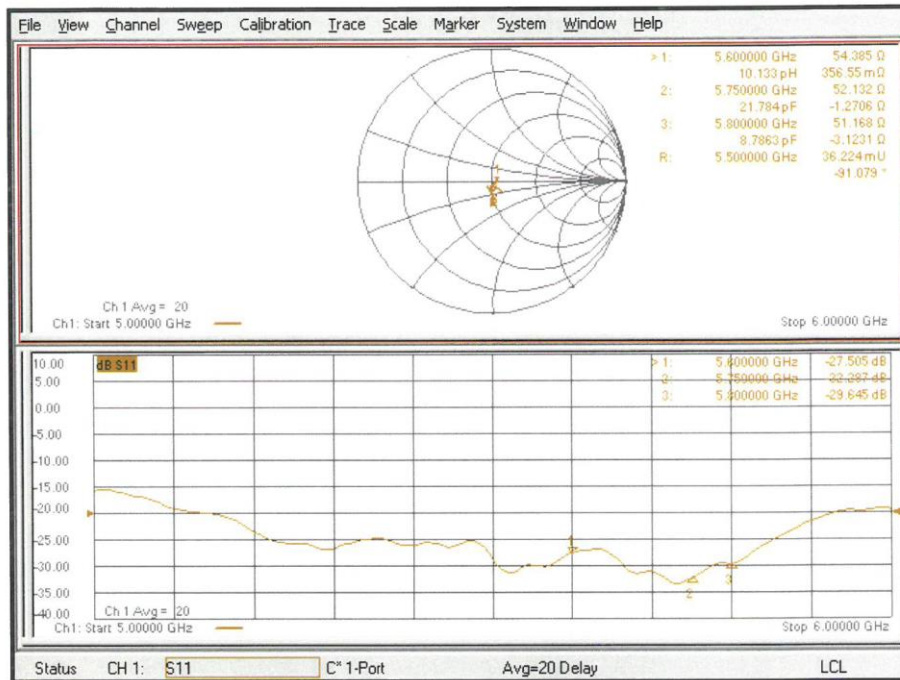 File View Channel Sweep Calibration Trace Scale Marker System Window Help
> 1: 5.600000 GHz 54.385 Ω
10.133 pH 356.55 mΩ
2: 5.750000 GHz 52.132 Ω
21.784 pF -1.2706 Ω
3: 5.800000 GHz 51.168 Ω
8.7863 pF -3.1231 Ω
R: 5.500000 GHz 36.224 mU
-91.079 °
1
R
Ch 1 Avg = 20
Ch1: Start 5.00000 GHz Stop 6.00000 GHz
10.00 dB S11 > 1: 5.600000 GHz -27.505 dB
5.00 2: 5.750000 GHz -32.387 dB
0.00 3: 5.800000 GHz -29.645 dB
-5.00
-10.00
-15.00
-20.00
-25.00
1
-30.00
2 3
-35.00
-40.00 Ch 1 Avg = 20
Ch1: Start 5.00000 GHz Stop 6.00000 GHz
Status CH 1: S11 C* 1-Port Avg=20 Delay LCL